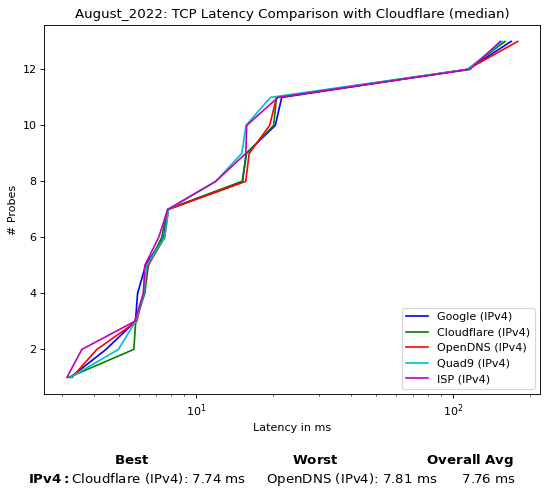 August_2022: TCP Latency Comparison with Cloudflare (median)
# Probes
12
10
8
6
4
2
Google (IPv4)
Cloudflare (IPv4)
OpenDNS (IPv4)
Quad9 (IPv4)
ISP (IPv4)
10¹ 10²
Latency in ms
Best Worst Overall Avg
IPv4: Cloudflare (IPv4): 7.74 ms OpenDNS (IPv4): 7.81 ms 7.76 ms